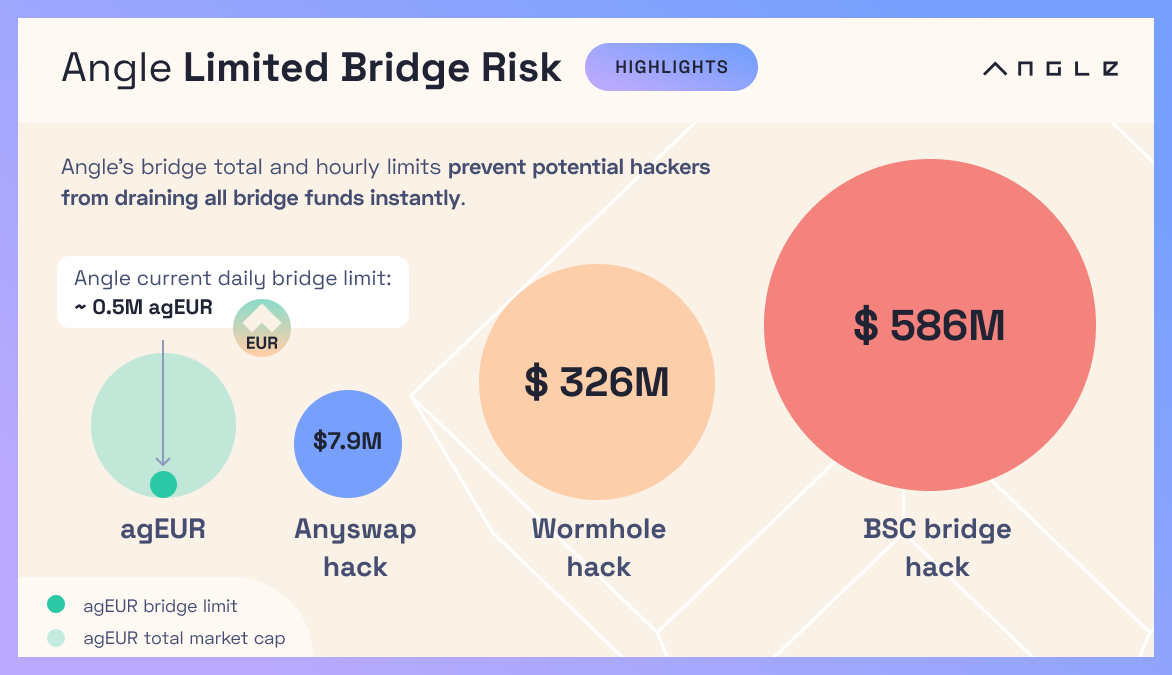 Angle Limited Bridge Risk
HIGHLIGHTS
ANGLE
Angle's bridge total and hourly limits prevent potential hackers
from draining all bridge funds instantly.
Angle current daily bridge limit:
~ 0.5M agEUR
EUR
$7.9M
$ 326M
$ 586M
agEUR
Anyswap
hack
Wormhole
hack
BSC bridge
hack
agEUR bridge limit
agEUR total market cap